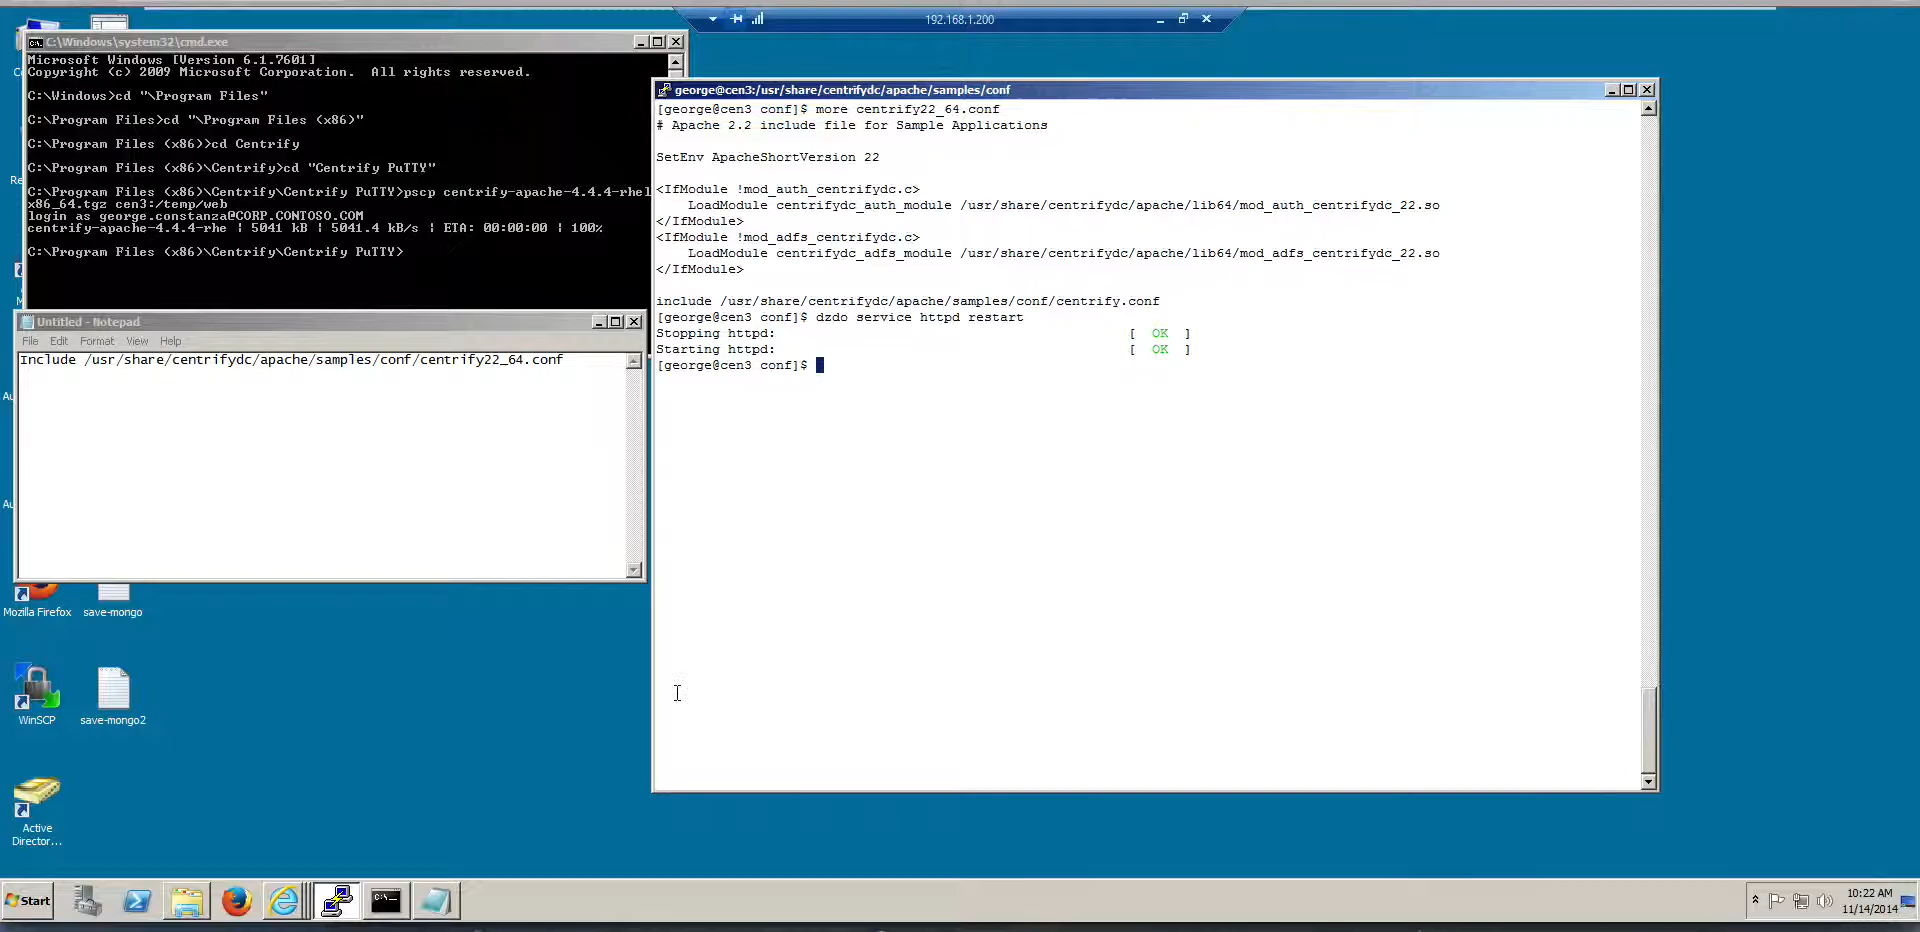 192.168.1.200
C:\Windows\system32\cmd.exe
Microsoft Windows [Version 6.1.7601]
Copyright (c) 2009 Microsoft Corporation.  All rights reserved.
C:\Windows>cd "\Program Files"
C:\Program Files>cd "\Program Files (x86)"
C:\Program Files (x86)>cd Centrify
C:\Program Files (x86)\Centrify>cd "Centrify PuTTY"
C:\Program Files (x86)\Centrify\Centrify PuTTY>pscp centrify-apache-4.4.4-rhel
x86_64.tgz cen3:/temp/web
login as george.constanza@CORP.CONTOSO.COM
centrify-apache-4.4.4-rhe | 5041 kB | 5041.4 kB/s | ETA: 00:00:00 | 100%
C:\Program Files (x86)\Centrify\Centrify PuTTY>
Untitled - Notepad
File Edit Format View Help
Include /usr/share/centrifydc/apache/samples/conf/centrify22_64.conf
george@cen3:/usr/share/centrifydc/apache/samples/conf
[george@cen3 conf]$ more centrify22_64.conf
# Apache 2.2 include file for Sample Applications
SetEnv ApacheShortVersion 22
<IfModule !mod_auth_centrifydc.c>
    LoadModule centrifydc_auth_module /usr/share/centrifydc/apache/lib64/mod_auth_centrifydc_22.so
</IfModule>
<IfModule !mod_adfs_centrifydc.c>
    LoadModule centrifydc_adfs_module /usr/share/centrifydc/apache/lib64/mod_adfs_centrifydc_22.so
</IfModule>
include /usr/share/centrifydc/apache/samples/conf/centrify.conf
[george@cen3 conf]$ dzdo service httpd restart
Stopping httpd: [  OK  ]
Starting httpd: [  OK  ]
[george@cen3 conf]$
Mozilla Firefox
save-mongo
WinSCP
save-mongo2
Active
Director...
Start
10:22 AM
11/14/2014